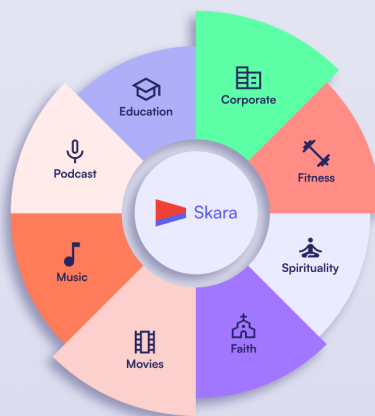 Corporate
Education
Fitness
Podcast
Skara
Spirituality
Music
Faith
Movies